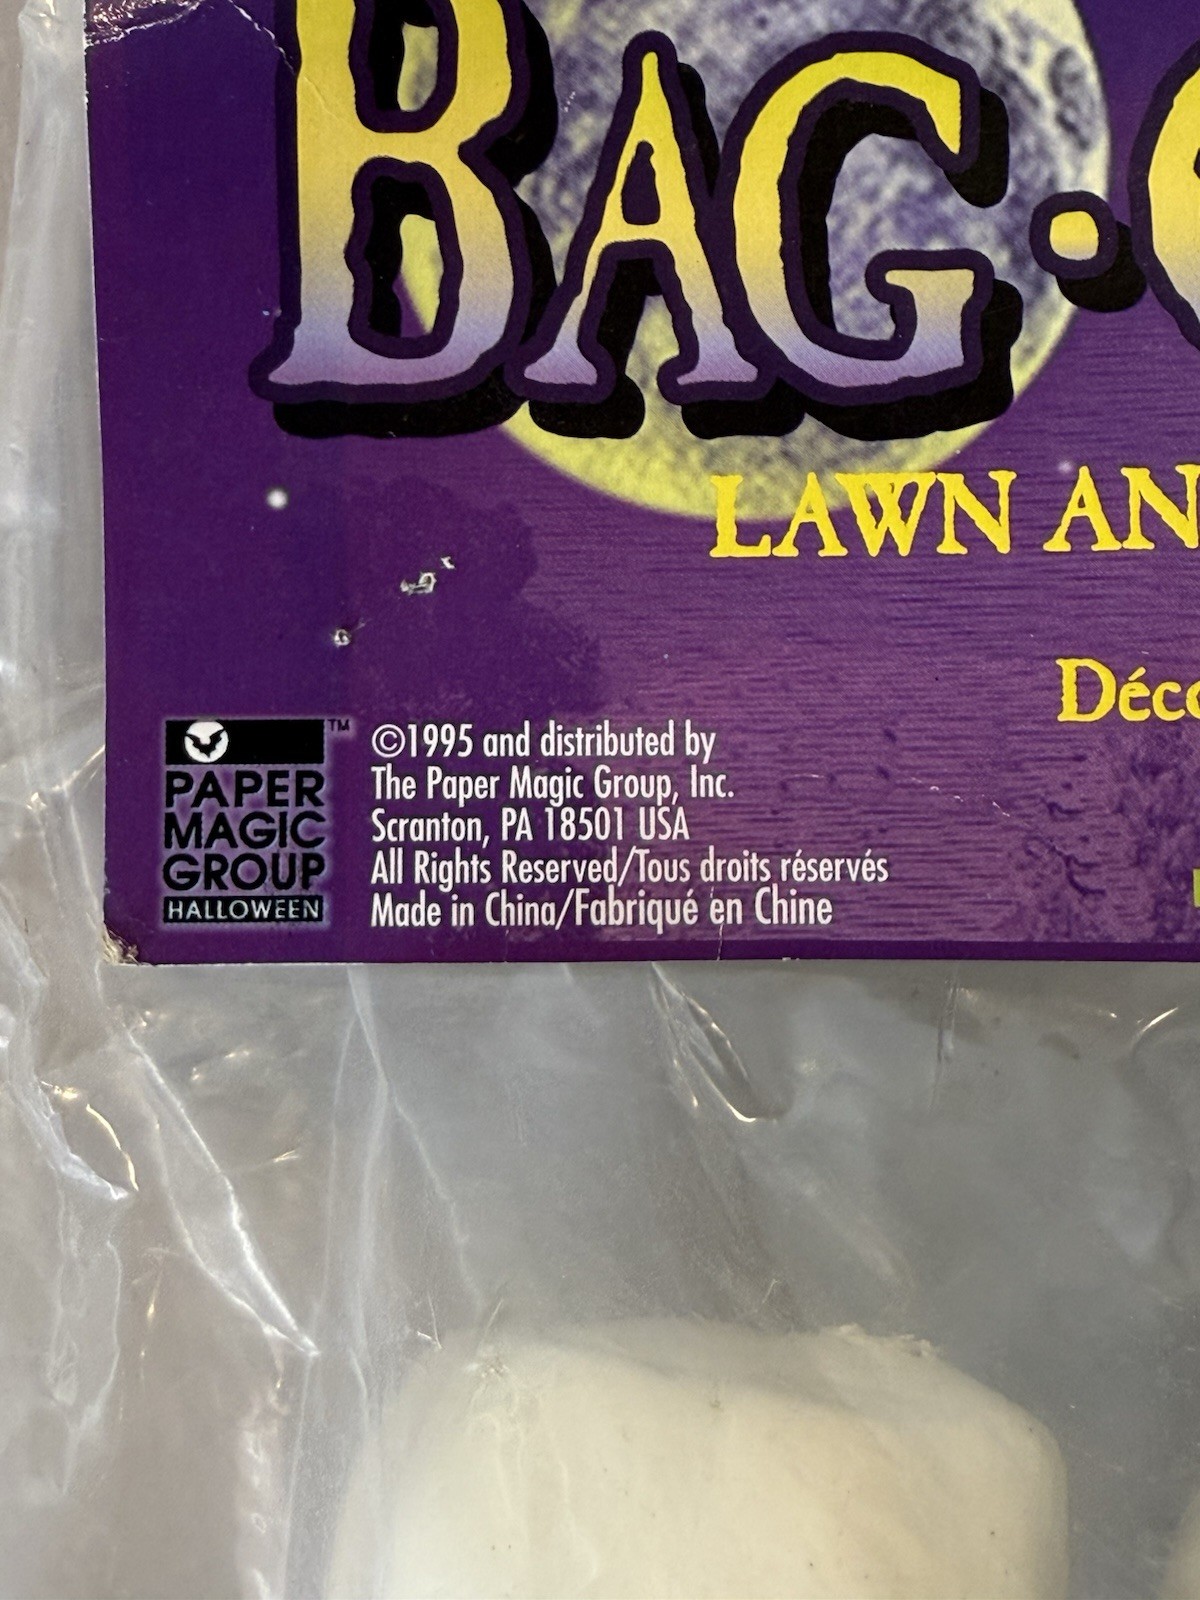 BAG·
LAWN AN
Déco
™
PAPER
MAGIC
GROUP
HALLOWEEN
©1995 and distributed by
The Paper Magic Group, Inc.
Scranton, PA 18501 USA
All Rights Reserved/Tous droits réservés
Made in China/Fabriqué en Chine